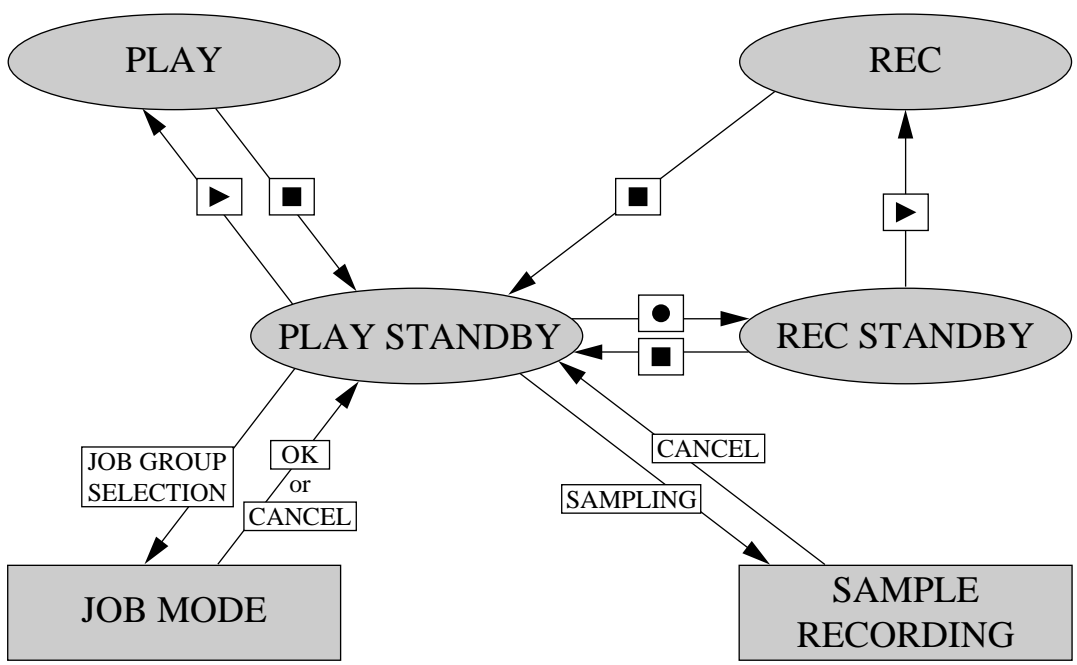 PLAY
REC
PLAY STANDBY
REC STANDBY
JOB GROUP
SELECTION
OK
or
CANCEL
CANCEL
SAMPLING
JOB MODE
SAMPLE
RECORDING